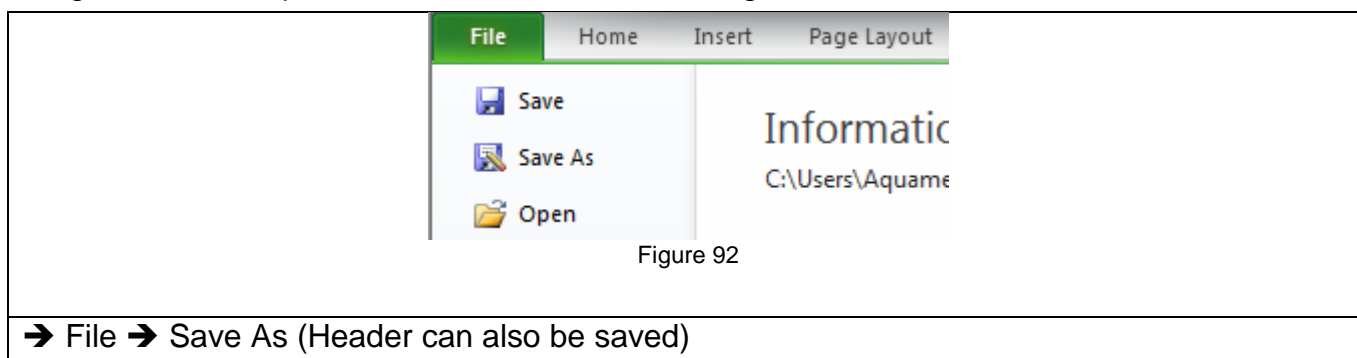 File Home Insert Page Layout
Save
Informatic
Save As
C:\Users\Aquame
Open
Figure 92
➔ File ➔ Save As (Header can also be saved)